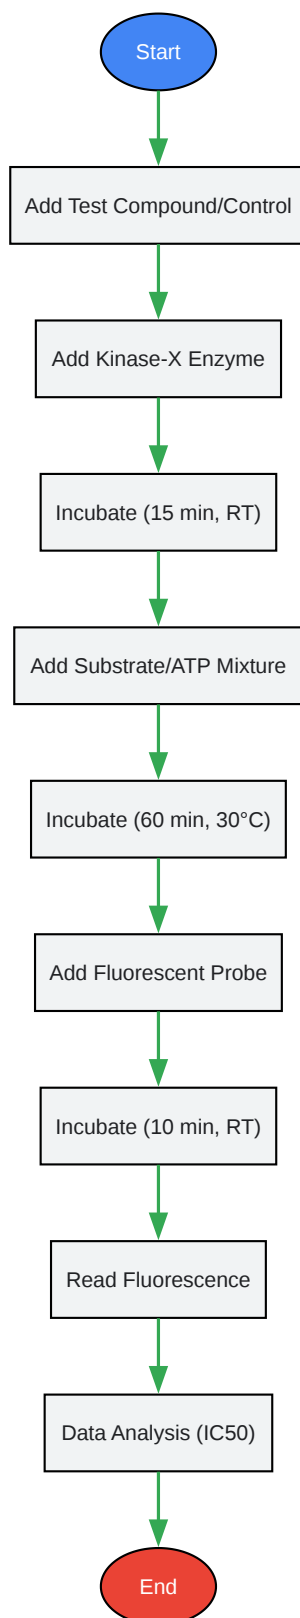 Start
Add Test Compound/Control
Add Kinase-X Enzyme
Incubate (15 min, RT)
Add Substrate/ATP Mixture
Incubate (60 min, 30°C)
Add Fluorescent Probe
Incubate (10 min, RT)
Read Fluorescence
Data Analysis (IC50)
End